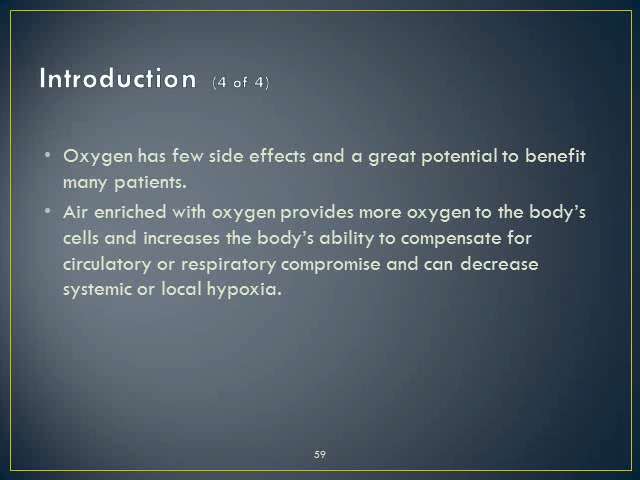 Introduction (4 of 4)
• Oxygen has few side effects and a great potential to benefit
many patients.
• Air enriched with oxygen provides more oxygen to the body’s
cells and increases the body’s ability to compensate for
circulatory or respiratory compromise and can decrease
systemic or local hypoxia.
59